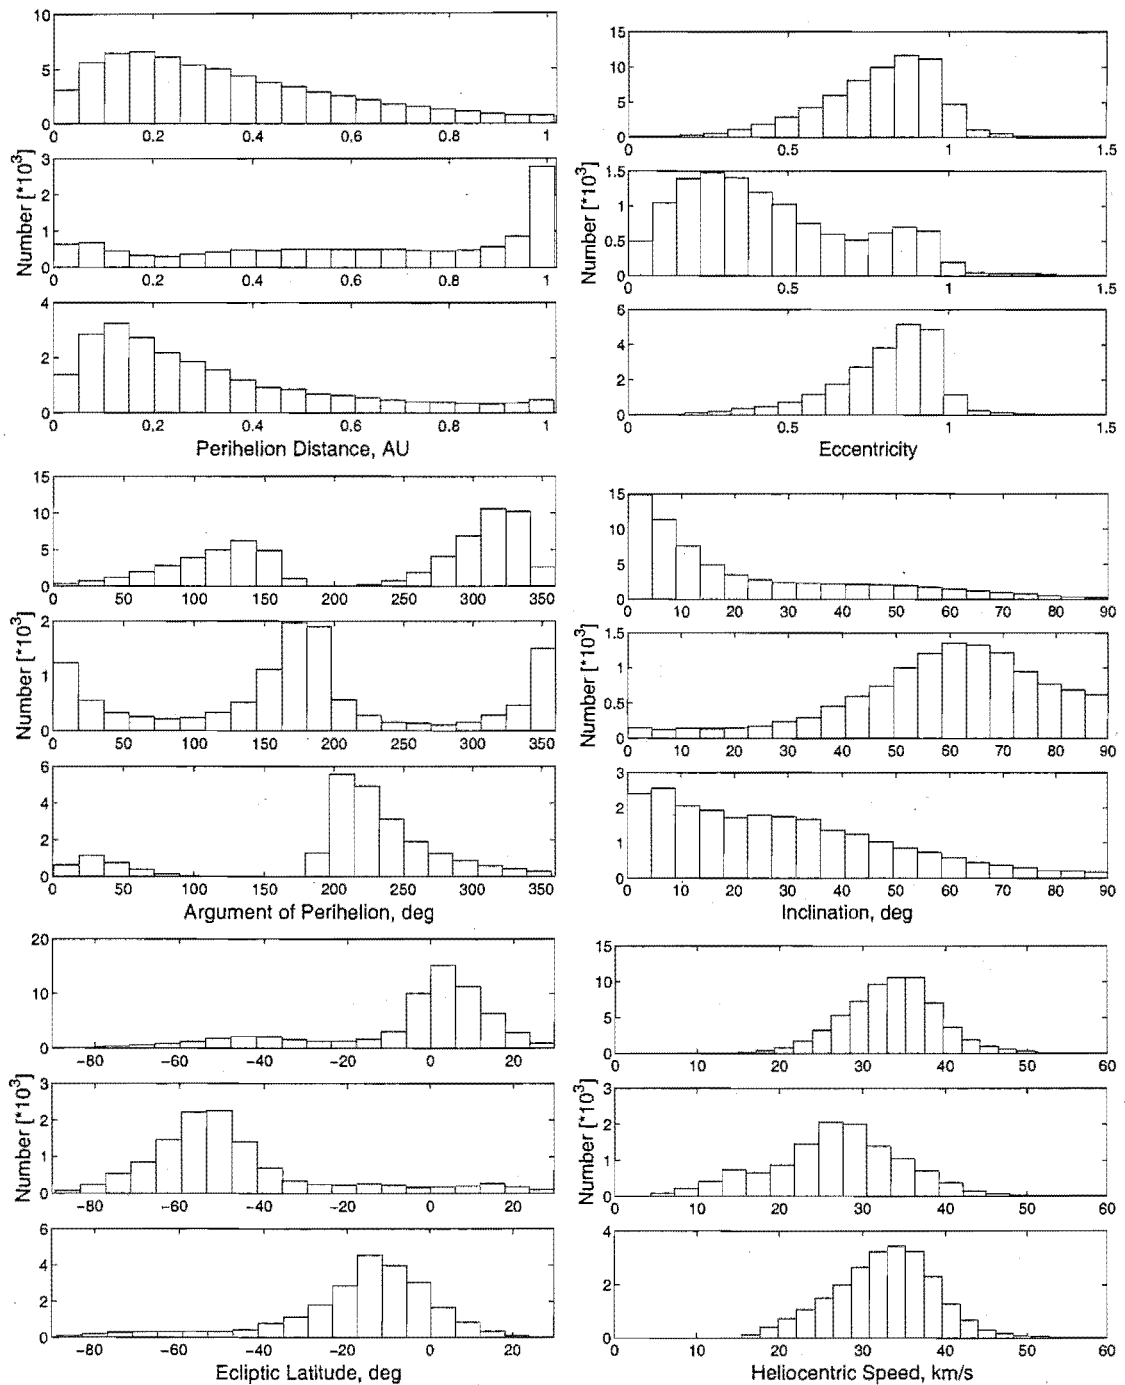 10
5
0
0 0.2 0.4 0.6 0.8 1
3
2
1
0
0 0.2 0.4 0.6 0.8 1
Number [*10^3]
4
2
0
0 0.2 0.4 0.6 0.8 1
Perihelion Distance, AU
15
10
5
0
0 0.5 1 1.5
1.5
1
0.5
0
0 0.5 1 1.5
Number [*10^3]
6
4
2
0
0 0.5 1 1.5
Eccentricity
15
10
5
0
0 50 100 150 200 250 300 350
2
1
0
0 50 100 150 200 250 300 350
Number [*10^3]
6
4
2
0
0 50 100 150 200 250 300 350
Argument of Perihelion, deg
15
10
5
0
0 10 20 30 40 50 60 70 80 90
1.5
1
0.5
0
0 10 20 30 40 50 60 70 80 90
Number [*10^3]
3
2
1
0
0 10 20 30 40 50 60 70 80 90
Inclination, deg
20
10
0
−80 −60 −40 −20 0 20
3
2
1
0
−80 −60 −40 −20 0 20
Number [*10^3]
6
4
2
0
−80 −60 −40 −20 0 20
Ecliptic Latitude, deg
15
10
5
0
0 10 20 30 40 50 60
3
2
1
0
0 10 20 30 40 50 60
Number [*10^3]
4
2
0
0 10 20 30 40 50 60
Heliocentric Speed, km/s